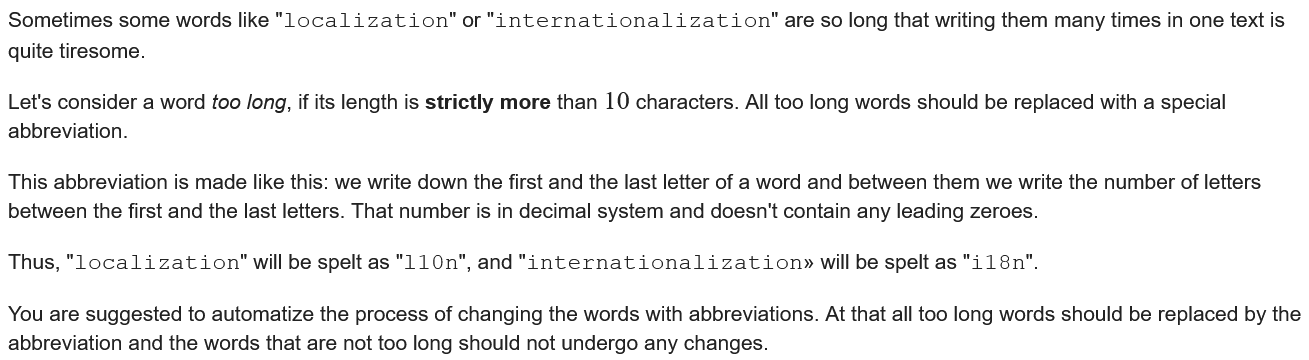 Sometimes some words like "localization" or "internationalization" are so long that writing them many times in one text is
quite tiresome.
Let's consider a word too long, if its length is strictly more than 10 characters. All too long words should be replaced with a special
abbreviation.
This abbreviation is made like this: we write down the first and the last letter of a word and between them we write the number of letters
between the first and the last letters. That number is in decimal system and doesn't contain any leading zeroes.
Thus, "localization" will be spelt as "l10n", and "internationalization» will be spelt as "i18n".
You are suggested to automatize the process of changing the words with abbreviations. At that all too long words should be replaced by the
abbreviation and the words that are not too long should not undergo any changes.